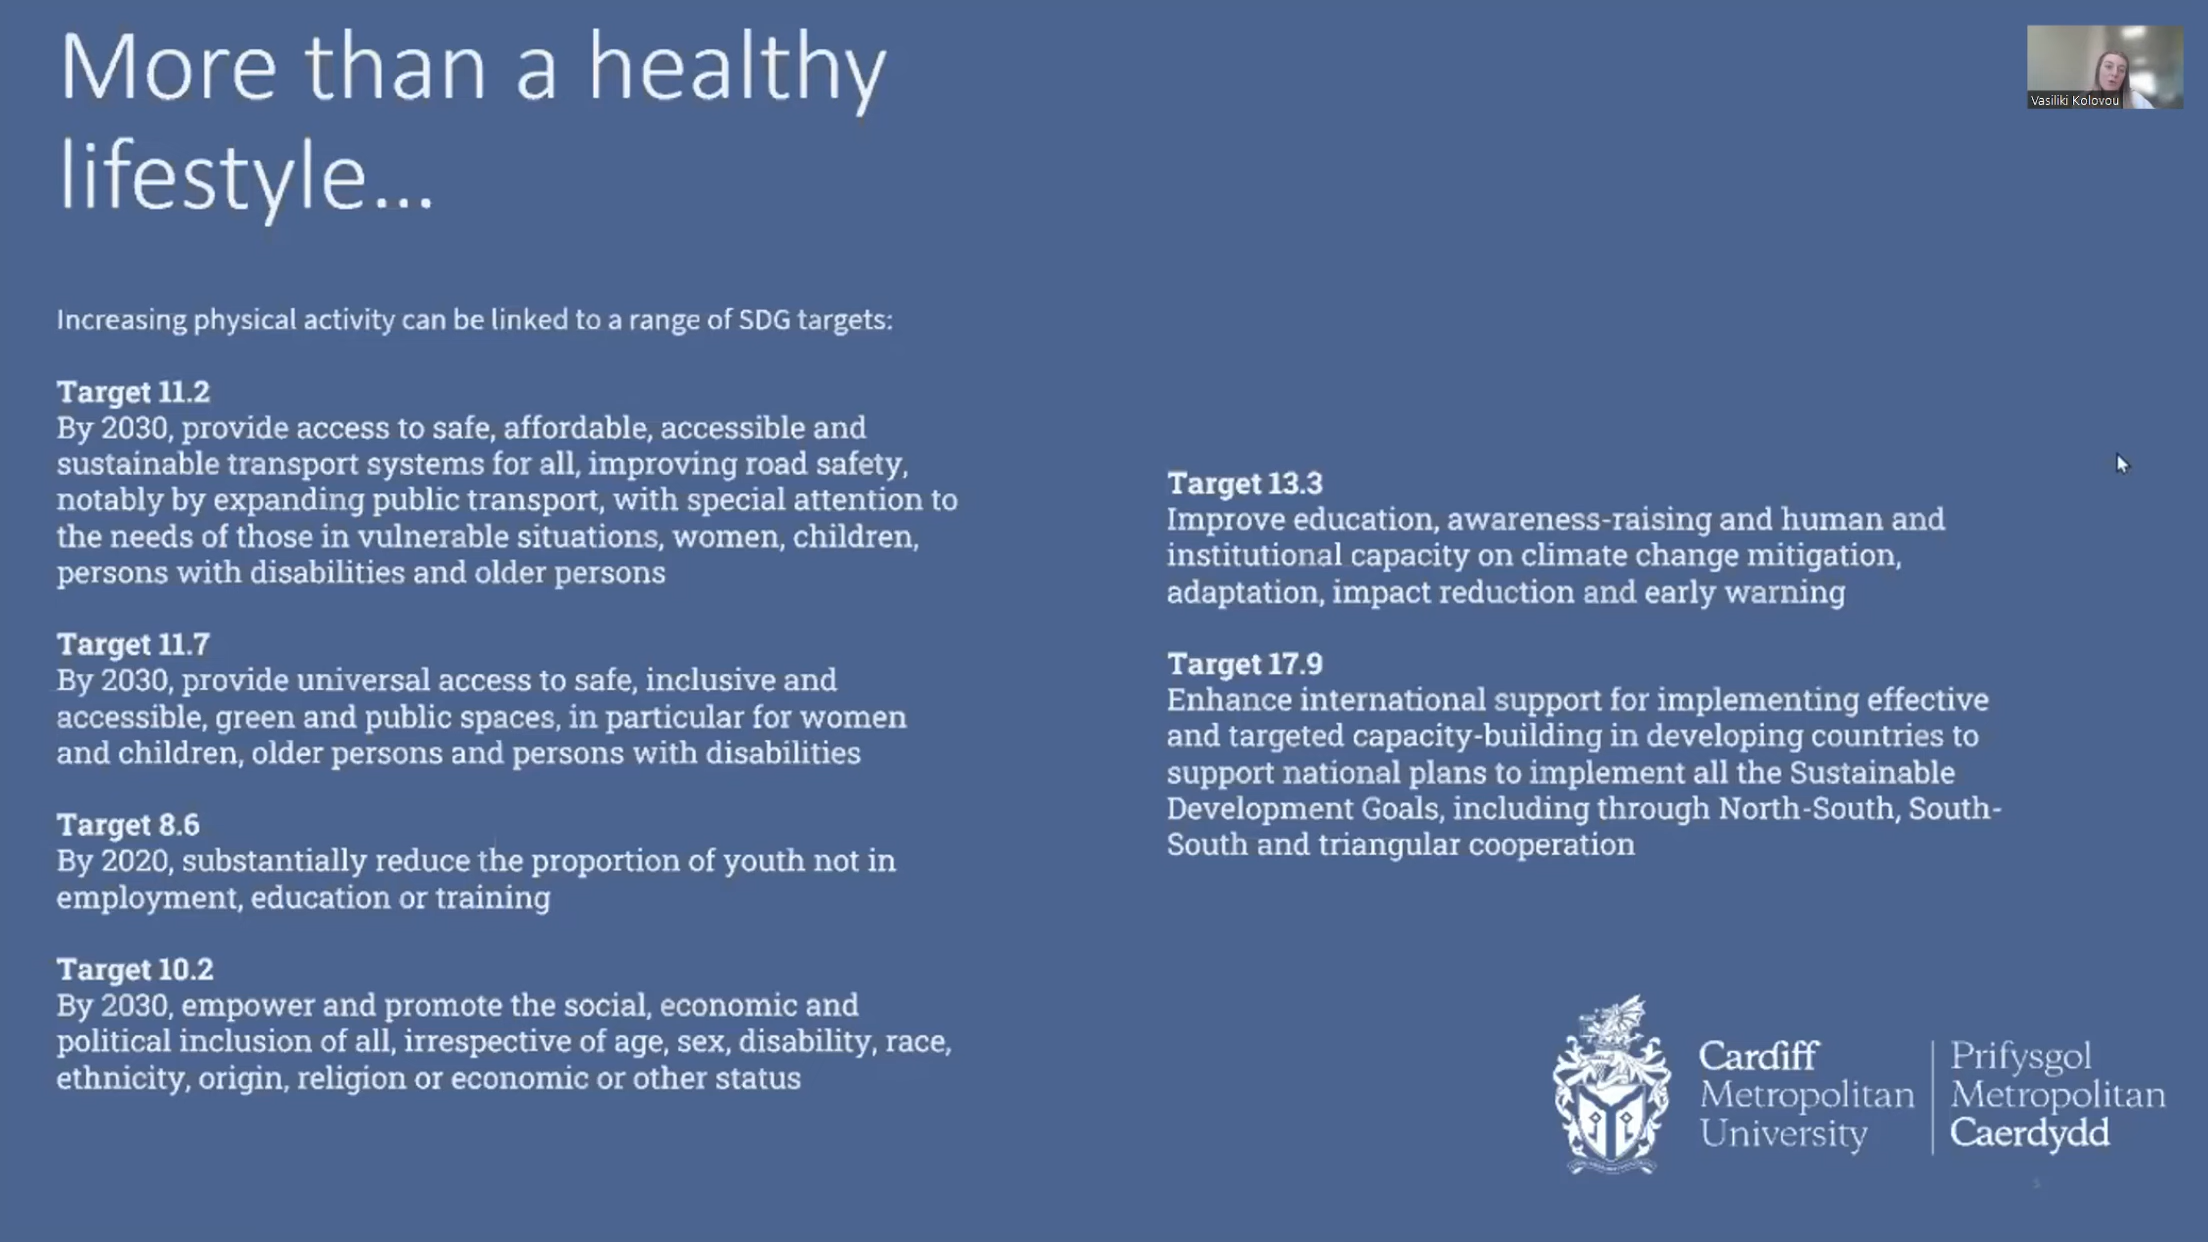 More than a healthy
lifestyle...
Vasiliki Kolovou
Increasing physical activity can be linked to a range of SDG targets:
Target 11.2
By 2030, provide access to safe, affordable, accessible and
sustainable transport systems for all, improving road safety,
notably by expanding public transport, with special attention to
the needs of those in vulnerable situations, women, children,
persons with disabilities and older persons
Target 11.7
By 2030, provide universal access to safe, inclusive and
accessible, green and public spaces, in particular for women
and children, older persons and persons with disabilities
Target 8.6
By 2020, substantially reduce the proportion of youth not in
employment, education or training
Target 10.2
By 2030, empower and promote the social, economic and
political inclusion of all, irrespective of age, sex, disability, race,
ethnicity, origin, religion or economic or other status
Target 13.3
Improve education, awareness-raising and human and
institutional capacity on climate change mitigation,
adaptation, impact reduction and early warning
Target 17.9
Enhance international support for implementing effective
and targeted capacity-building in developing countries to
support national plans to implement all the Sustainable
Development Goals, including through North-South, South-
South and triangular cooperation
Cardiff
Metropolitan
University
Prifysgol
Metropolitan
Caerdydd